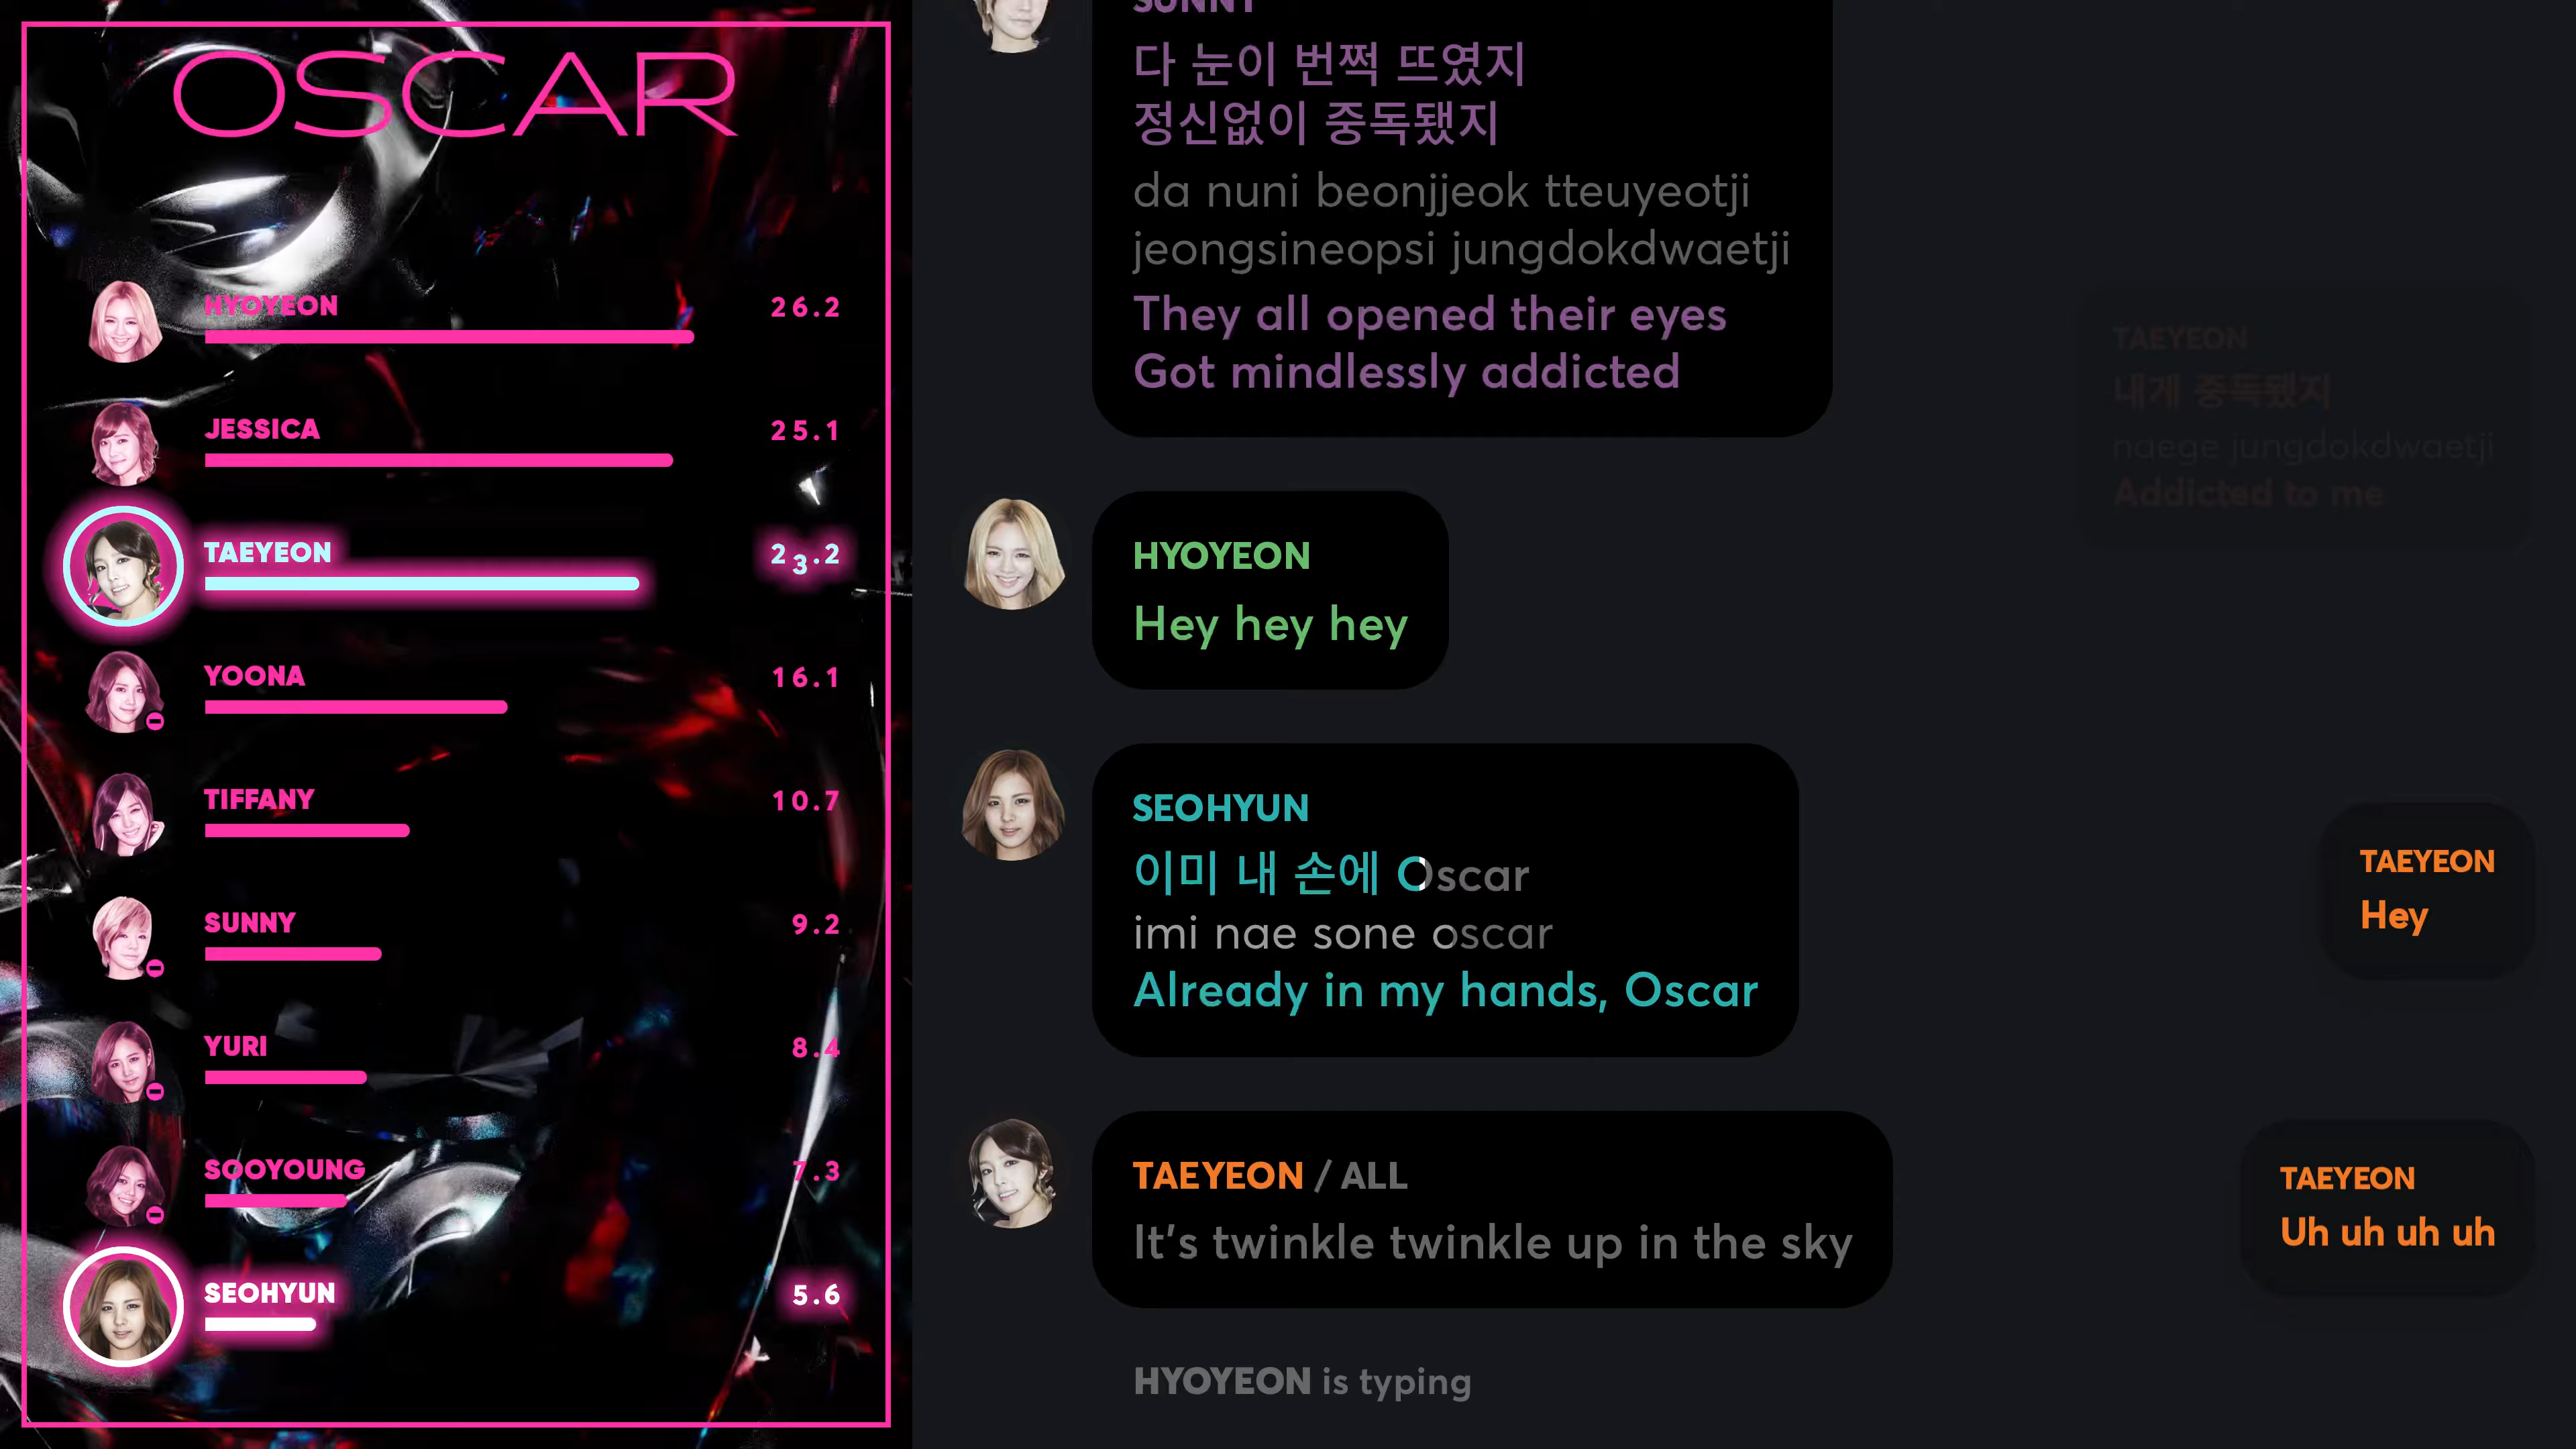 OSCAR
HYOYEON
26.2
JESSICA
25.1
TAEYEON
23.2
YOONA
16.1
TIFFANY
10.7
SUNNY
9.2
YURI
8.4
SOOYOUNG
7.3
SEOHYUN
5.6
SUNNY
다 눈이 번쩍 뜨였지
정신없이 중독됐지
da nuni beonjjeok tteuyeotji
jeongsineopsi jungdokdwaetji
They all opened their eyes
Got mindlessly addicted
TAEYEON
내게 중독됐지
naege jungdokdwaetji
Addicted to me
HYOYEON
Hey hey hey
SEOHYUN
이미 내 손에 Oscar
imi nae sone oscar
Already in my hands, Oscar
TAEYEON
Hey
TAEYEON / ALL
It's twinkle twinkle up in the sky
TAEYEON
Uh uh uh uh
HYOYEON is typing